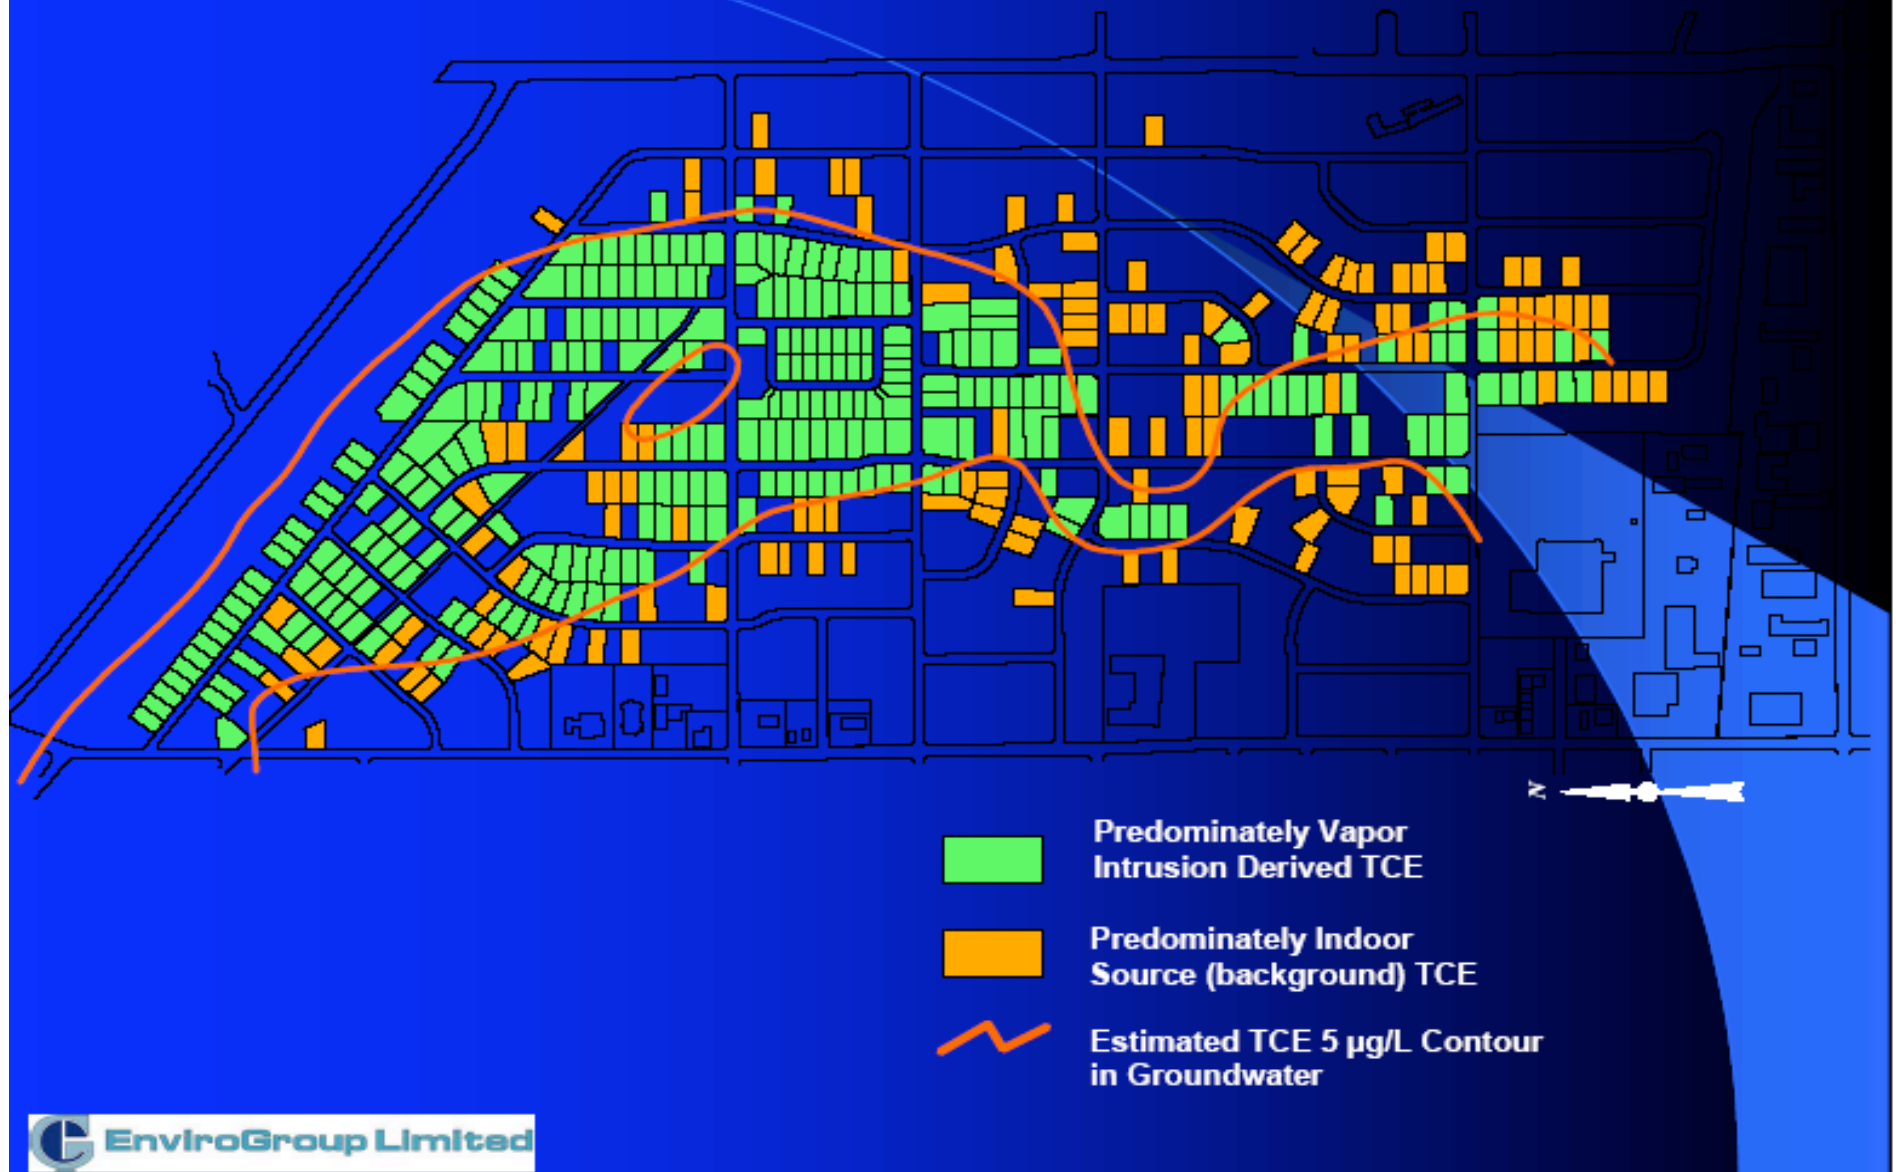 N
Predominately Vapor
Intrusion Derived TCE
Predominately Indoor
Source (background) TCE
Estimated TCE 5 µg/L Contour
in Groundwater
EnviroGroup Limited